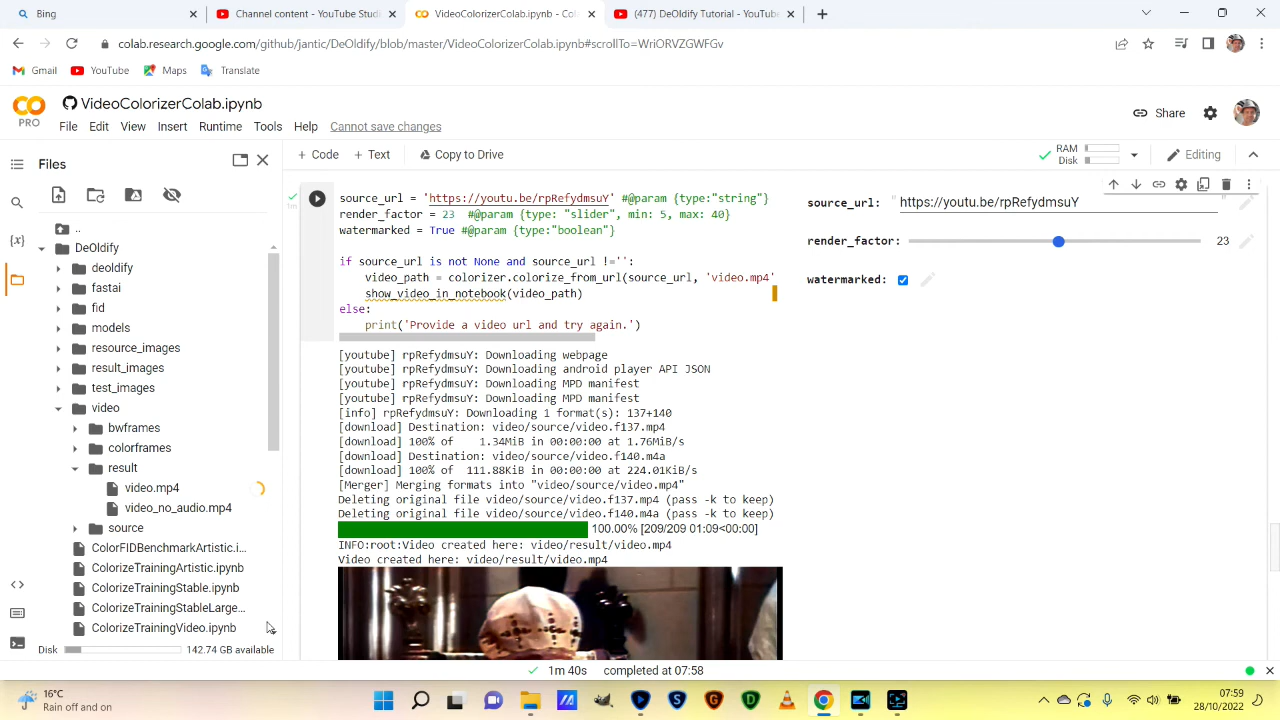 Bing
Channel content - YouTube Studi
VideoColorizerColab.ipynb - Col
(477) DeOldify Tutorial - YouTube
colab.research.google.com/github/jantic/DeOldify/blob/master/VideoColorizerColab.ipynb#scrollTo=WriORVZGWFGv
Gmail YouTube Maps Translate
VideoColorizerColab.ipynb
PRO
File Edit View Insert Runtime Tools Help Cannot save changes
Share
Files
+ Code + Text Copy to Drive
RAM
Disk
Editing
..
DeOldify
deoldify
fastai
fid
models
resource_images
result_images
test_images
video
bwframes
colorframes
result
video.mp4
video_no_audio.mp4
source
ColorFIDBenchmarkArtistic.i...
ColorizeTrainingArtistic.ipynb
ColorizeTrainingStable.ipynb
ColorizeTrainingStableLarge...
ColorizeTrainingVideo.ipynb
Disk 142.74 GB available
source_url = 'https://youtu.be/rpRefydmsuY' #@param {type:"string"}
render_factor = 23 #@param {type: "slider", min: 5, max: 40}
watermarked = True #@param {type:"boolean"}
if source_url is not None and source_url !='':
video_path = colorizer.colorize_from_url(source_url, 'video.mp4'
show_video_in_notebook(video_path)
else:
print('Provide a video url and try again.')
source_url: " https://youtu.be/rpRefydmsuY "
render_factor: 23
watermarked:
[youtube] rpRefydmsuY: Downloading webpage
[youtube] rpRefydmsuY: Downloading android player API JSON
[youtube] rpRefydmsuY: Downloading MPD manifest
[youtube] rpRefydmsuY: Downloading MPD manifest
[info] rpRefydmsuY: Downloading 1 format(s): 137+140
[download] Destination: video/source/video.f137.mp4
[download] 100% of 1.34MiB in 00:00:00 at 1.76MiB/s
[download] Destination: video/source/video.f140.m4a
[download] 100% of 111.88KiB in 00:00:00 at 224.01KiB/s
[Merger] Merging formats into "video/source/video.mp4"
Deleting original file video/source/video.f137.mp4 (pass -k to keep)
Deleting original file video/source/video.f140.m4a (pass -k to keep)
100.00% [209/209 01:09<00:00]
INFO:root:Video created here: video/result/video.mp4
Video created here: video/result/video.mp4
1m 40s completed at 07:58
16°C
Rain off and on
07:59
28/10/2022